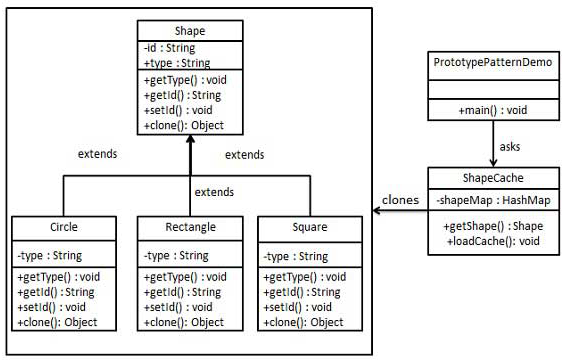 Shape
-id : String
+type : String
+getType() : void
+getId() : String
+setId() : void
+clone(): Object
extends
extends
extends
Circle
-type : String
+getType() : void
+getId() : String
+setId() : void
+clone(): Object
Rectangle
-type : String
+getType() : void
+getId() : String
+setId() : void
+clone(): Object
Square
-type : String
+getType() : void
+getId() : String
+setId() : void
+clone(): Object
PrototypePatternDemo
+main() : void
asks
ShapeCache
-shapeMap : HashMap
+getShape() : Shape
+loadCache(): void
clones